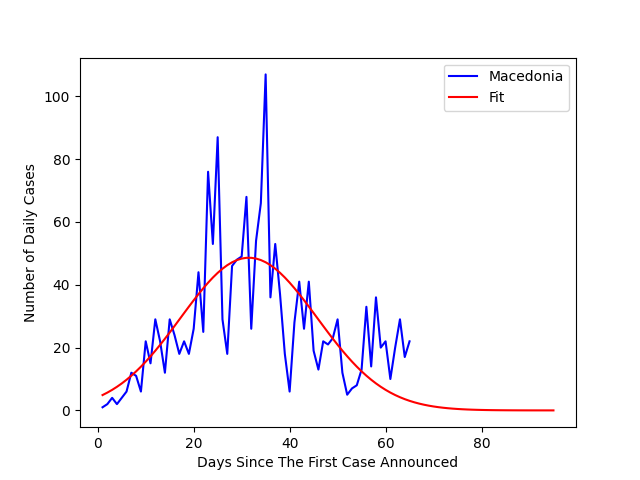 Macedonia
Fit
100
80
60
40
20
0
Number of Daily Cases
0 20 40 60 80
Days Since The First Case Announced